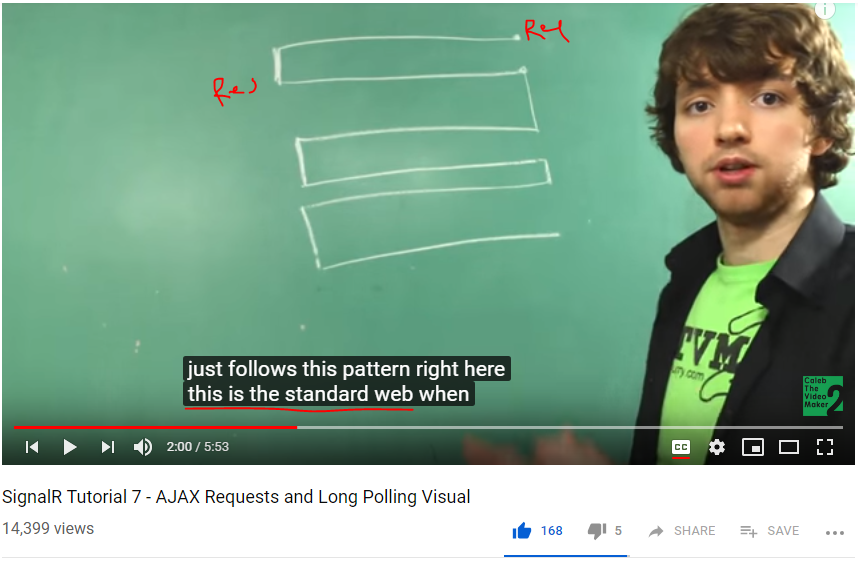 Req
Res
TVM
just follows this pattern right here
this is the standard web when
Caleb
The
Video
Maker
2
2:00 / 5:53
CC
SignalR Tutorial 7 - AJAX Requests and Long Polling Visual
14,399 views
168
5
SHARE
SAVE